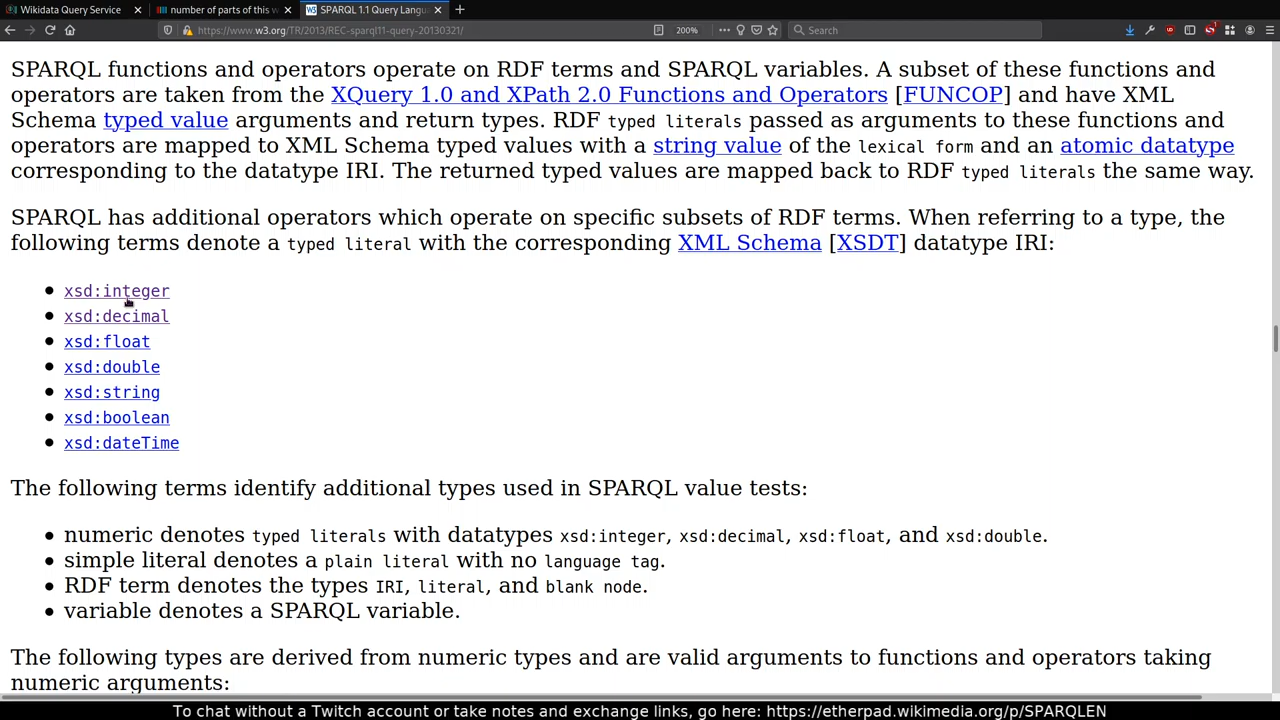 Wikidata Query Service
number of parts of this w
SPARQL 1.1 Query Langu
https://www.w3.org/TR/2013/REC-sparql11-query-20130321/
200%
Search
SPARQL functions and operators operate on RDF terms and SPARQL variables. A subset of these functions and
operators are taken from the XQuery 1.0 and XPath 2.0 Functions and Operators [FUNCOP] and have XML
Schema typed value arguments and return types. RDF typed literals passed as arguments to these functions and
operators are mapped to XML Schema typed values with a string value of the lexical form and an atomic datatype
corresponding to the datatype IRI. The returned typed values are mapped back to RDF typed literals the same way.
SPARQL has additional operators which operate on specific subsets of RDF terms. When referring to a type, the
following terms denote a typed literal with the corresponding XML Schema [XSDT] datatype IRI:
xsd:integer
xsd:decimal
xsd:float
xsd:double
xsd:string
xsd:boolean
xsd:dateTime
The following terms identify additional types used in SPARQL value tests:
numeric denotes typed literals with datatypes xsd:integer, xsd:decimal, xsd:float, and xsd:double.
simple literal denotes a plain literal with no language tag.
RDF term denotes the types IRI, literal, and blank node.
variable denotes a SPARQL variable.
The following types are derived from numeric types and are valid arguments to functions and operators taking
numeric arguments:
To chat without a Twitch account or take notes and exchange links, go here: https://etherpad.wikimedia.org/p/SPARQLEN